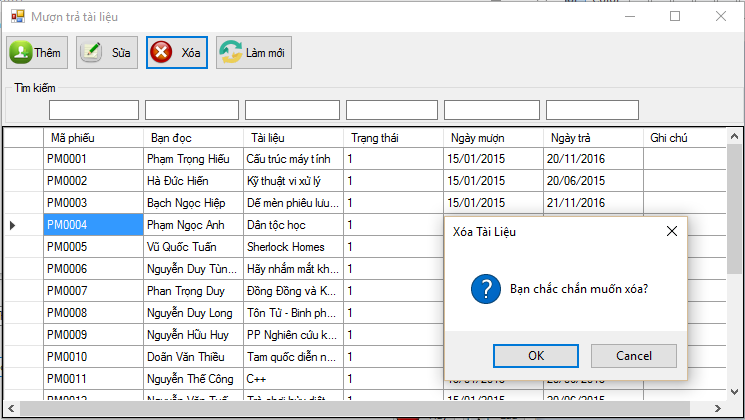 Mượn trả tài liệu
Thêm Sửa Xóa Làm mới
Tìm kiếm
Mã phiếu Bạn đọc Tài liệu Trạng thái Ngày mượn Ngày trả Ghi chú
PM0001 Phạm Trọng Hiếu Cấu trúc máy tính 1 15/01/2015 20/11/2016
PM0002 Hà Đức Hiến Kỹ thuật vi xử lý 1 15/01/2015 20/06/2015
PM0003 Bạch Ngọc Hiệp Dế mèn phiêu lưu... 1 15/01/2015 21/11/2016
PM0004 Phạm Ngọc Anh Dân tộc học 1
PM0005 Vũ Quốc Tuấn Sherlock Homes 1
PM0006 Nguyễn Duy Tùn... Hãy nhắm mắt kh... 1
PM0007 Phan Trọng Duy Đồng Đồng và K... 1
PM0008 Nguyễn Duy Long Tôn Tử - Binh ph... 1
PM0009 Nguyễn Hữu Huy PP Nghiên cứu k... 1
PM0010 Doãn Văn Thiều Tam quốc diễn n... 1
PM0011 Nguyễn Thế Công C++ 1
Xóa Tài Liệu
Bạn chắc chắn muốn xóa?
OK Cancel